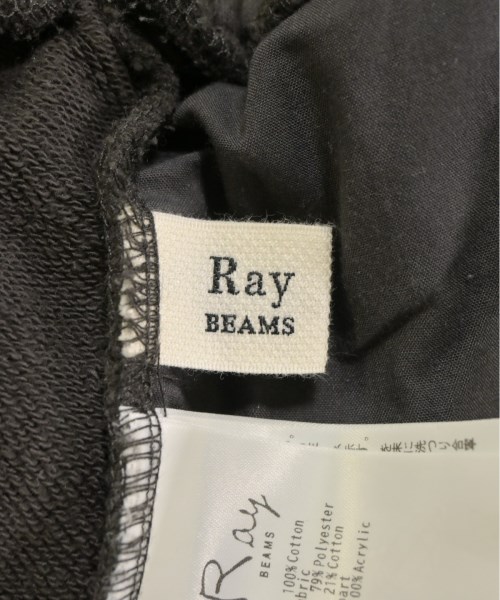 Ray
BEAMS
Ray
BEAMS
100%Cotton
bric
79%Polyester
21%Cotton
art
00%Acrylic